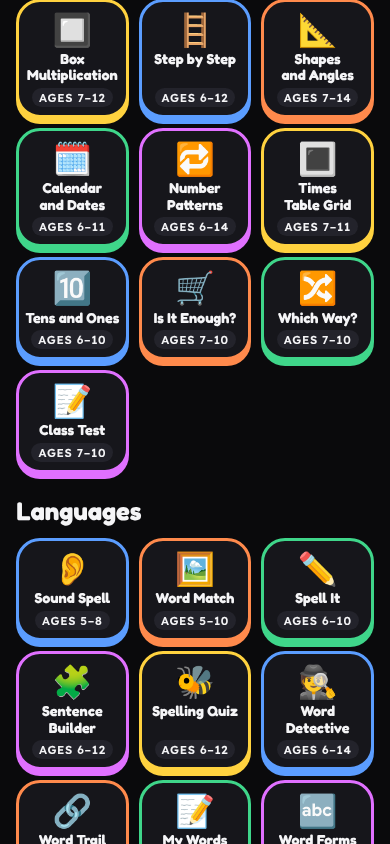 Box
Multiplication
AGES 7–12
Step by Step
AGES 6–12
Shapes
and Angles
AGES 7–14
Calendar
and Dates
AGES 6–11
Number
Patterns
AGES 6–14
Times
Table Grid
AGES 7–11
10
Tens and Ones
AGES 6–10
Is It Enough?
AGES 7–10
Which Way?
AGES 7–10
Class Test
AGES 7–10
Languages
Sound Spell
AGES 5–8
Word Match
AGES 5–10
Spell It
AGES 6–10
Sentence
Builder
AGES 6–12
Spelling Quiz
AGES 6–12
Word
Detective
AGES 6–14
Word Trail
My Words
abc
Word Forms